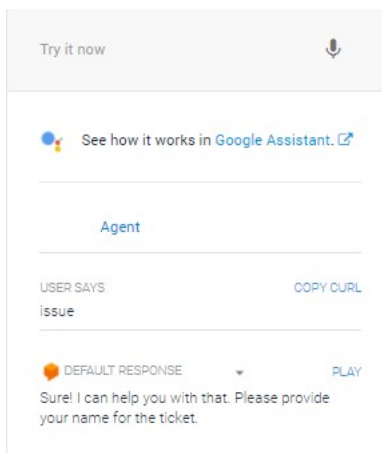 Try it now
See how it works in Google Assistant.
Agent
USER SAYS COPY CURL
issue
DEFAULT RESPONSE PLAY
Sure! I can help you with that. Please provide
your name for the ticket.